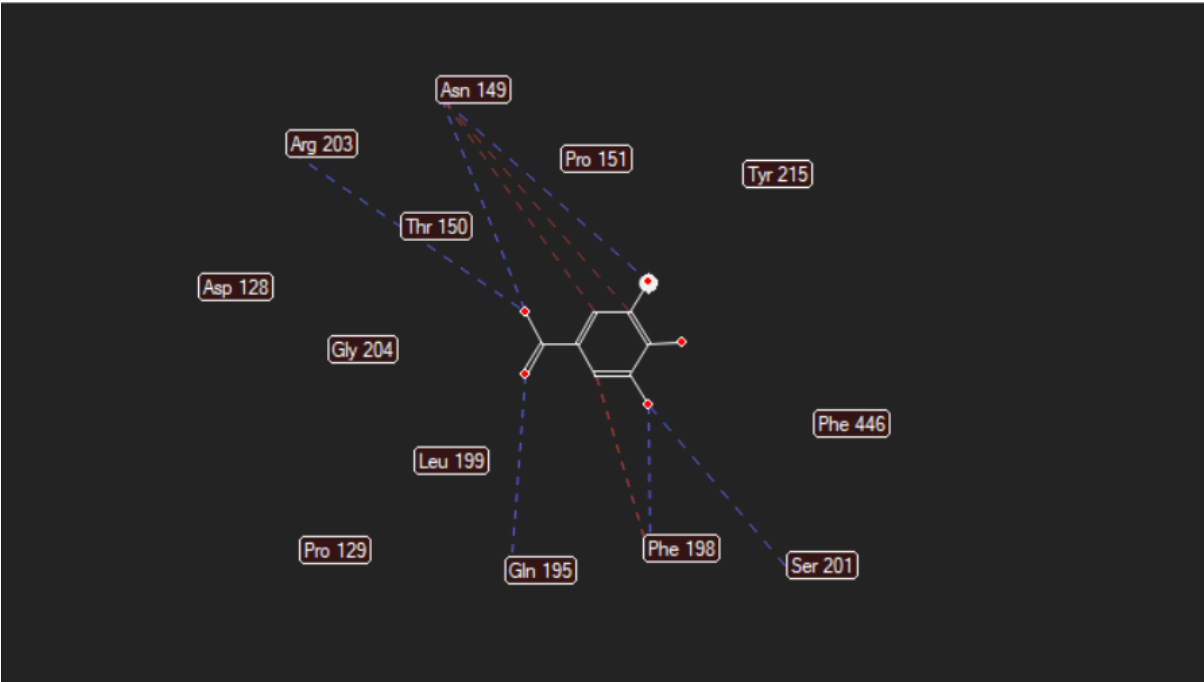 Asn 149
Arg 203
Pro 151
Tyr 215
Thr 150
Asp 128
Gly 204
Phe 446
Leu 199
Pro 129
Phe 198
Gln 195
Ser 201